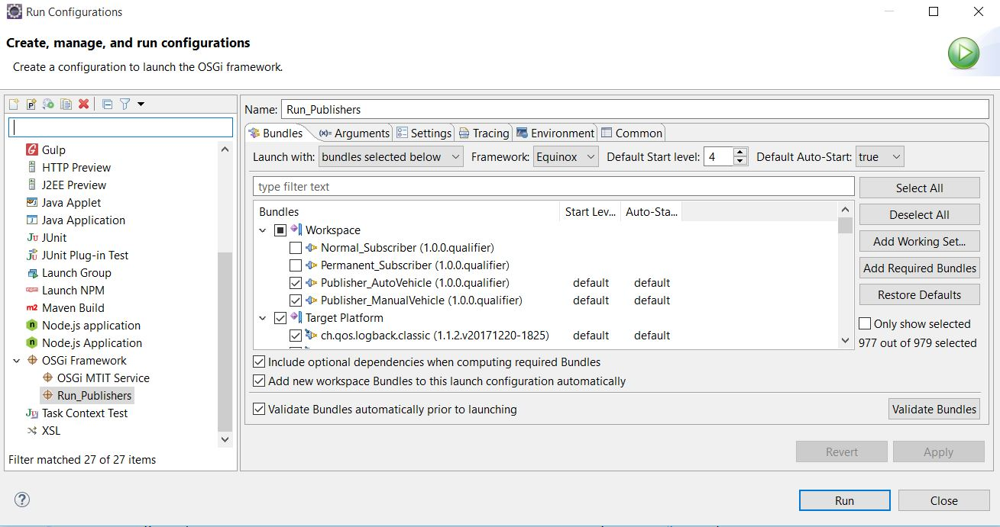 Run Configurations
Create, manage, and run configurations
Create a configuration to launch the OSGi framework.
Gulp
HTTP Preview
J2EE Preview
Java Applet
Java Application
JUnit
JUnit Plug-in Test
Launch Group
Launch NPM
Maven Build
Node.js application
Node.js Application
OSGi Framework
OSGi MTIT Service
Run_Publishers
Task Context Test
XSL
Filter matched 27 of 27 items
Name: Run_Publishers
Bundles (x)= Arguments Settings Tracing Environment Common
Launch with: bundles selected below Framework: Equinox Default Start level: 4 Default Auto-Start: true
type filter text
Select All
Bundles Start Lev... Auto-Sta...
Deselect All
Workspace
Normal_Subscriber (1.0.0.qualifier)
Add Working Set...
Permanent_Subscriber (1.0.0.qualifier)
Add Required Bundles
Publisher_AutoVehicle (1.0.0.qualifier) default default
Restore Defaults
Publisher_ManualVehicle (1.0.0.qualifier) default default
Target Platform
Only show selected
ch.qos.logback.classic (1.1.2.v20171220-1825) default default
977 out of 979 selected
Include optional dependencies when computing required Bundles
Add new workspace Bundles to this launch configuration automatically
Validate Bundles automatically prior to launching
Validate Bundles
Revert Apply
Run Close